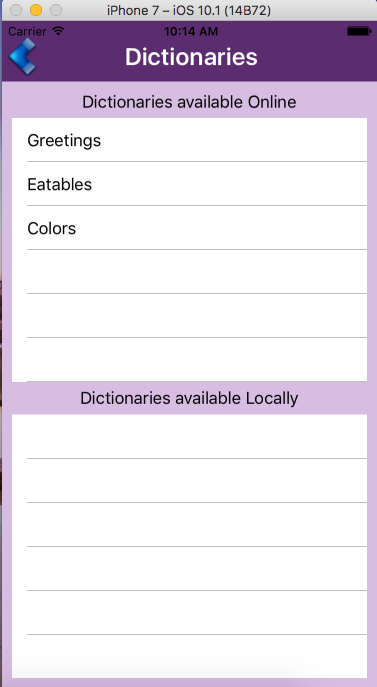 iPhone 7 – iOS 10.1 (14B72)
Carrier 10:14 AM
Dictionaries
Dictionaries available Online
Greetings
Eatables
Colors
Dictionaries available Locally